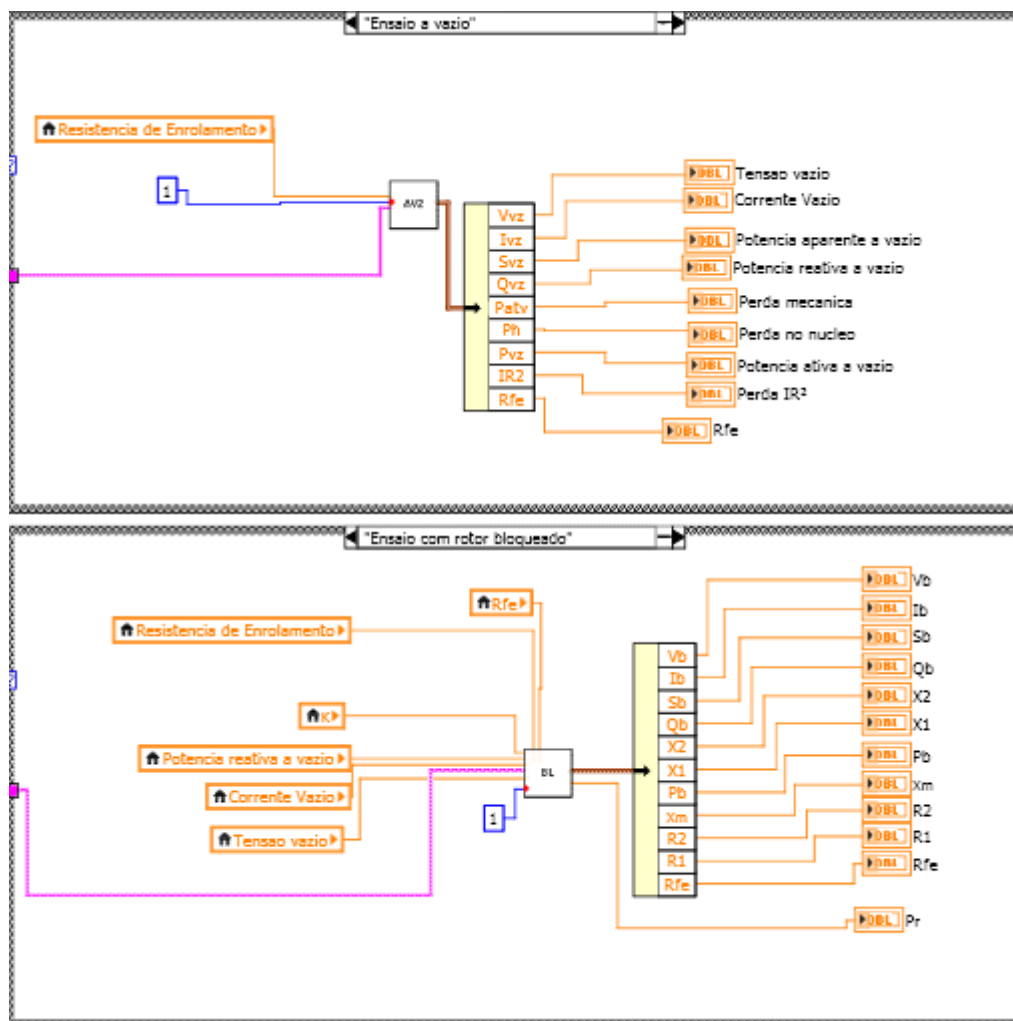 "Ensaio a vazio"
Resistencia de Enrolamento
1
AVZ
Vvz
Ivz
Svz
Qvz
Patv
Ph
Pvz
IR2
Rfe
DBL Tensao vazio
DBL Corrente Vazio
DBL Potencia aparente a vazio
DBL Potencia reativa a vazio
DBL Perda mecanica
DBL Perda no nucleo
DBL Potencia ativa a vazio
DBL Perda IR²
DBL Rfe
"Ensaio com rotor bloqueado"
Rfe
Resistencia de Enrolamento
K
Potencia reativa a vazio
Corrente Vazio
Tensao vazio
BL
1
Vb
Ib
Sb
Qb
X2
X1
Pb
Xm
R2
R1
Rfe
DBL Vb
DBL Ib
DBL Sb
DBL Qb
DBL X2
DBL X1
DBL Pb
DBL Xm
DBL R2
DBL R1
DBL Rfe
DBL Pr